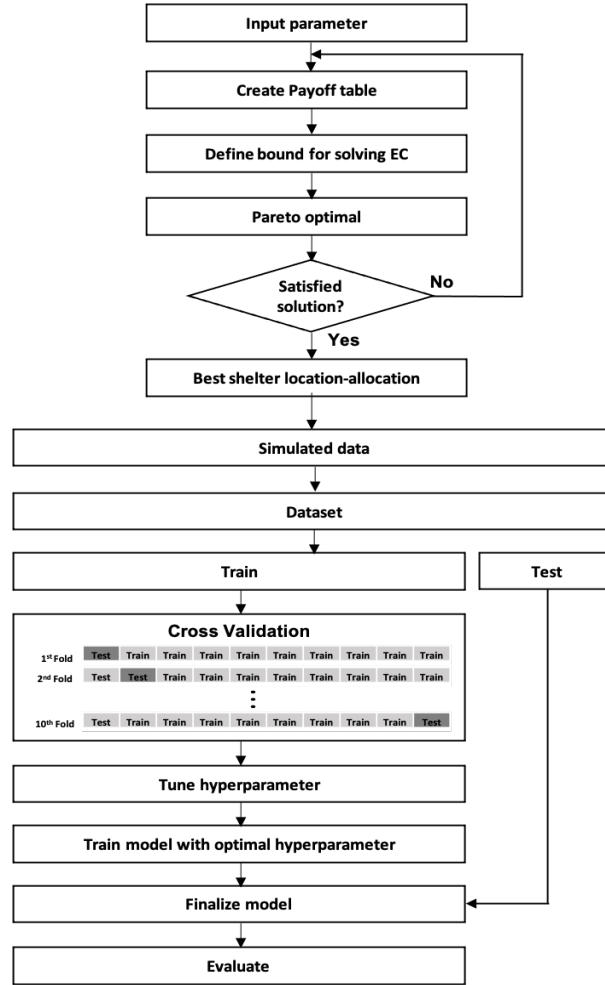 Input parameter
Create Payoff table
Define bound for solving EC
Pareto optimal
Satisfied
solution?
No
Yes
Best shelter location-allocation
Simulated data
Dataset
Train
Test
Cross Validation
1st Fold Test Train Train Train Train Train Train Train Train Train
2nd Fold Test Test Train Train Train Train Train Train Train Train
10th Fold Test Train Train Train Train Train Train Train Train Test
Tune hyperparameter
Train model with optimal hyperparameter
Finalize model
Evaluate